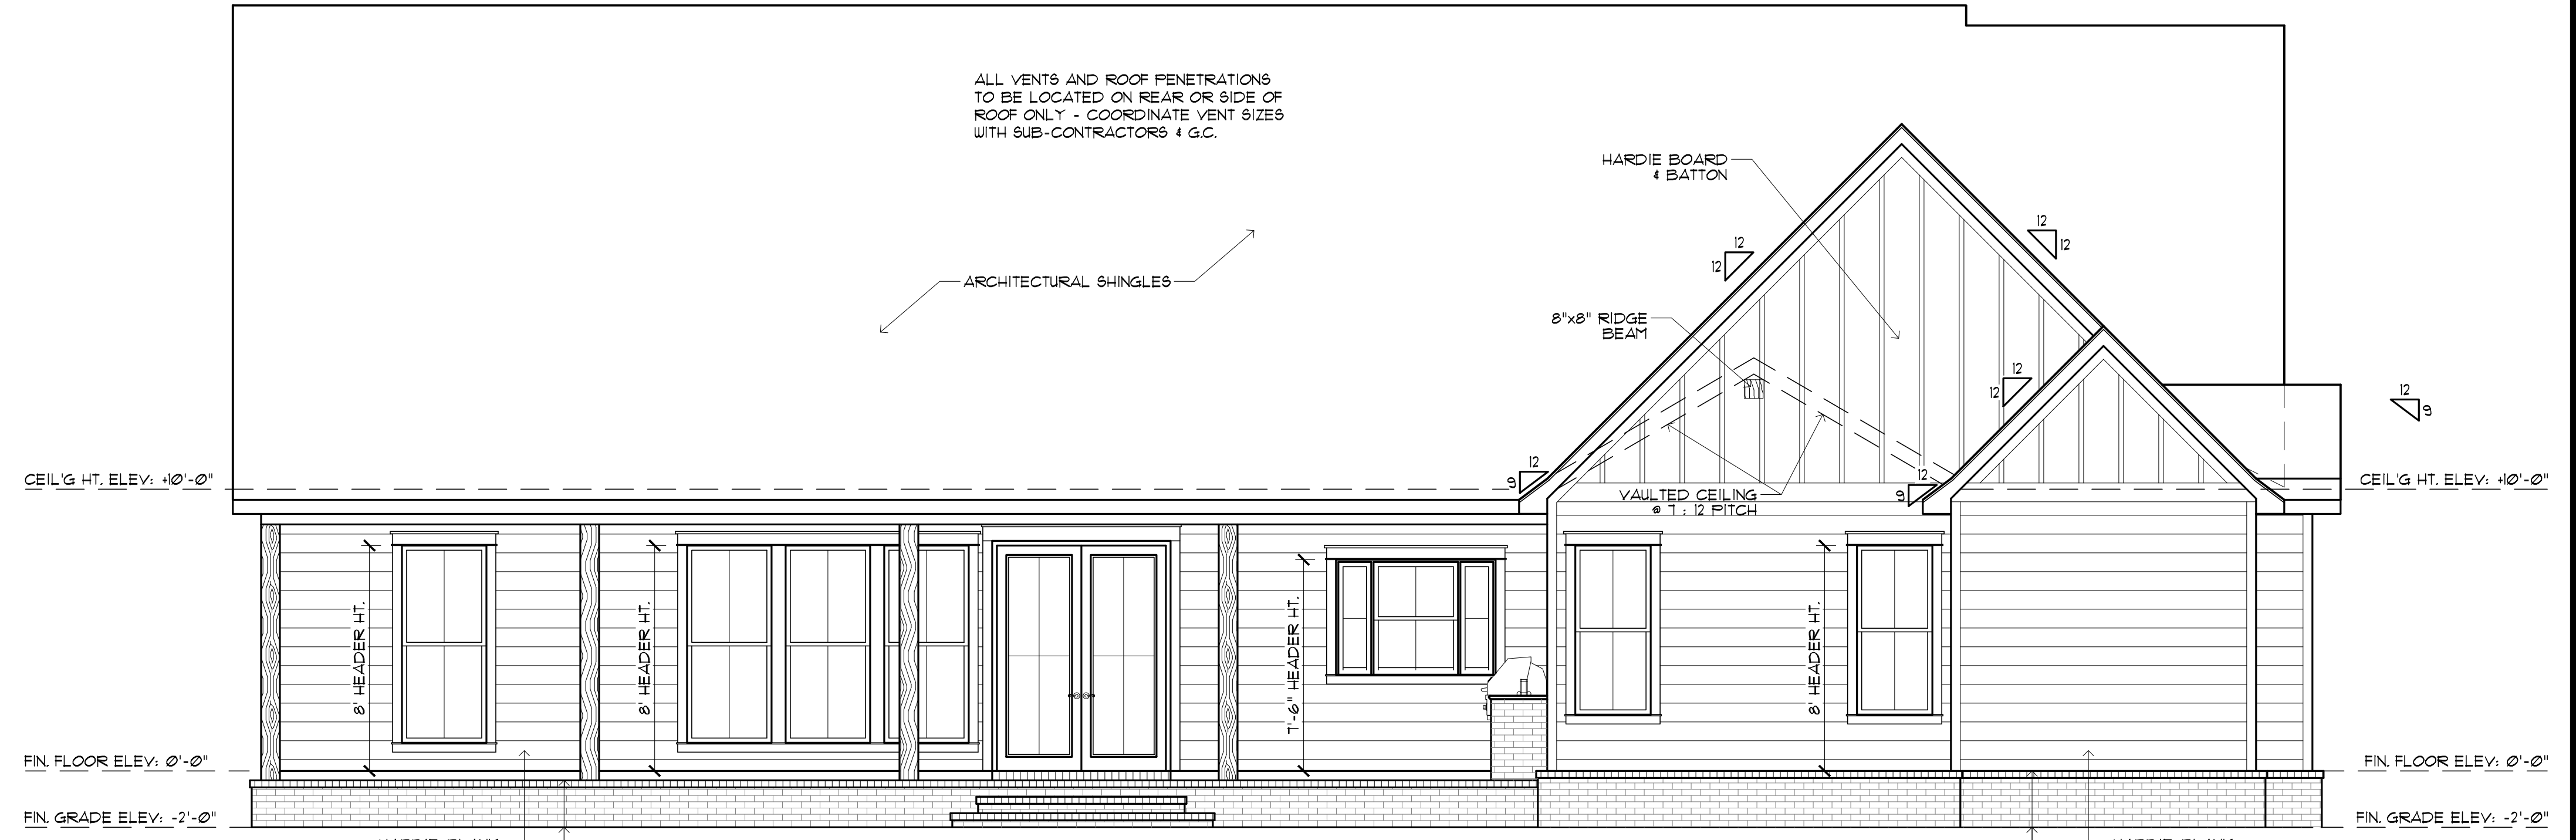 ALL VENTS AND ROOF PENETRATIONS
TO BE LOCATED ON REAR OR SIDE OF
ROOF ONLY - COORDINATE VENT SIZES
WITH SUB-CONTRACTORS & G.C.
HARDIE BOARD
& BATTON
12
12
12
12
ARCHITECTURAL SHINGLES
8"x8" RIDGE
BEAM
12
12
12
9
12
9
12
9
CEIL'G HT. ELEV: +10'-0"
CEIL'G HT. ELEV: +10'-0"
VAULTED CEILING
@ 7 : 12 PITCH
8' HEADER HT.
8' HEADER HT.
7'-6" HEADER HT.
8' HEADER HT.
FIN. FLOOR ELEV: 0'-0"
FIN. FLOOR ELEV: 0'-0"
FIN. GRADE ELEV: -2'-0"
FIN. GRADE ELEV: -2'-0"